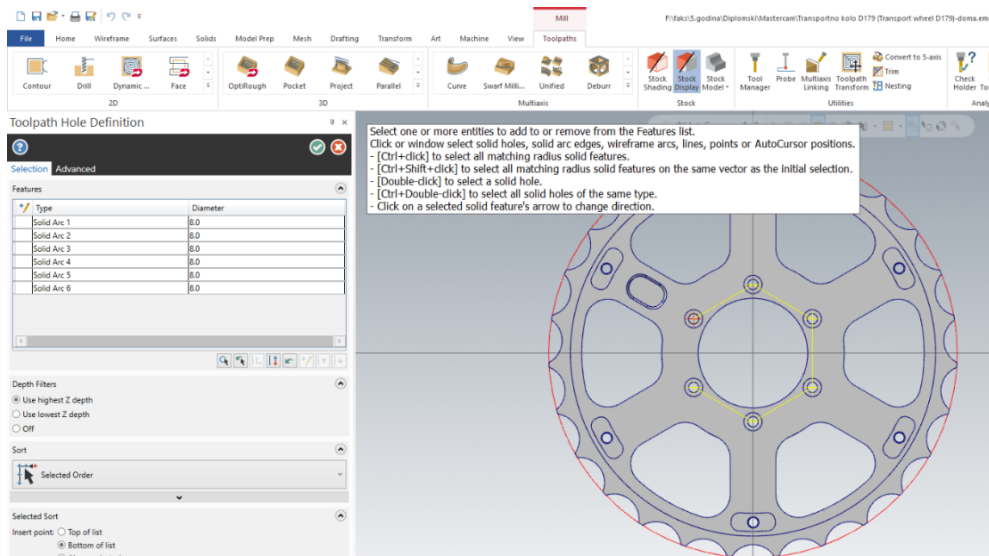 Mill
F:\faks\5.godina\Diplomski\Mastercam\Transportno kolo D179 (Transport wheel D179)-doma.em
File Home Wireframe Surfaces Solids Model Prep Mesh Drafting Transform Art Machine View Toolpaths
Contour Drill Dynamic ... Face OptiRough Pocket Project Parallel Curve Swarf Milli... Unified Deburr Stock Shading Stock Display Stock Model Tool Manager Probe Multiaxis Linking Toolpath Transform Convert to 5-axis Trim Nesting Check Holder
2D 3D Multiaxis Stock Utilities
Toolpath Hole Definition
Selection Advanced
Features
Type Diameter
Solid Arc 1 8.0
Solid Arc 2 8.0
Solid Arc 3 8.0
Solid Arc 4 8.0
Solid Arc 5 8.0
Solid Arc 6 8.0
Depth Filters
Use highest Z depth
Use lowest Z depth
Off
Sort
Selected Order
Selected Sort
Insert point: Top of list
Bottom of list
Select one or more entities to add to or remove from the Features list.
Click or window select solid holes, solid arc edges, wireframe arcs, lines, points or AutoCursor positions.
- [Ctrl+click] to select all matching radius solid features.
- [Ctrl+Shift+click] to select all matching radius solid features on the same vector as the initial selection.
- [Double-click] to select a solid hole.
- [Ctrl+Double-click] to select all solid holes of the same type.
- Click on a selected solid feature's arrow to change direction.